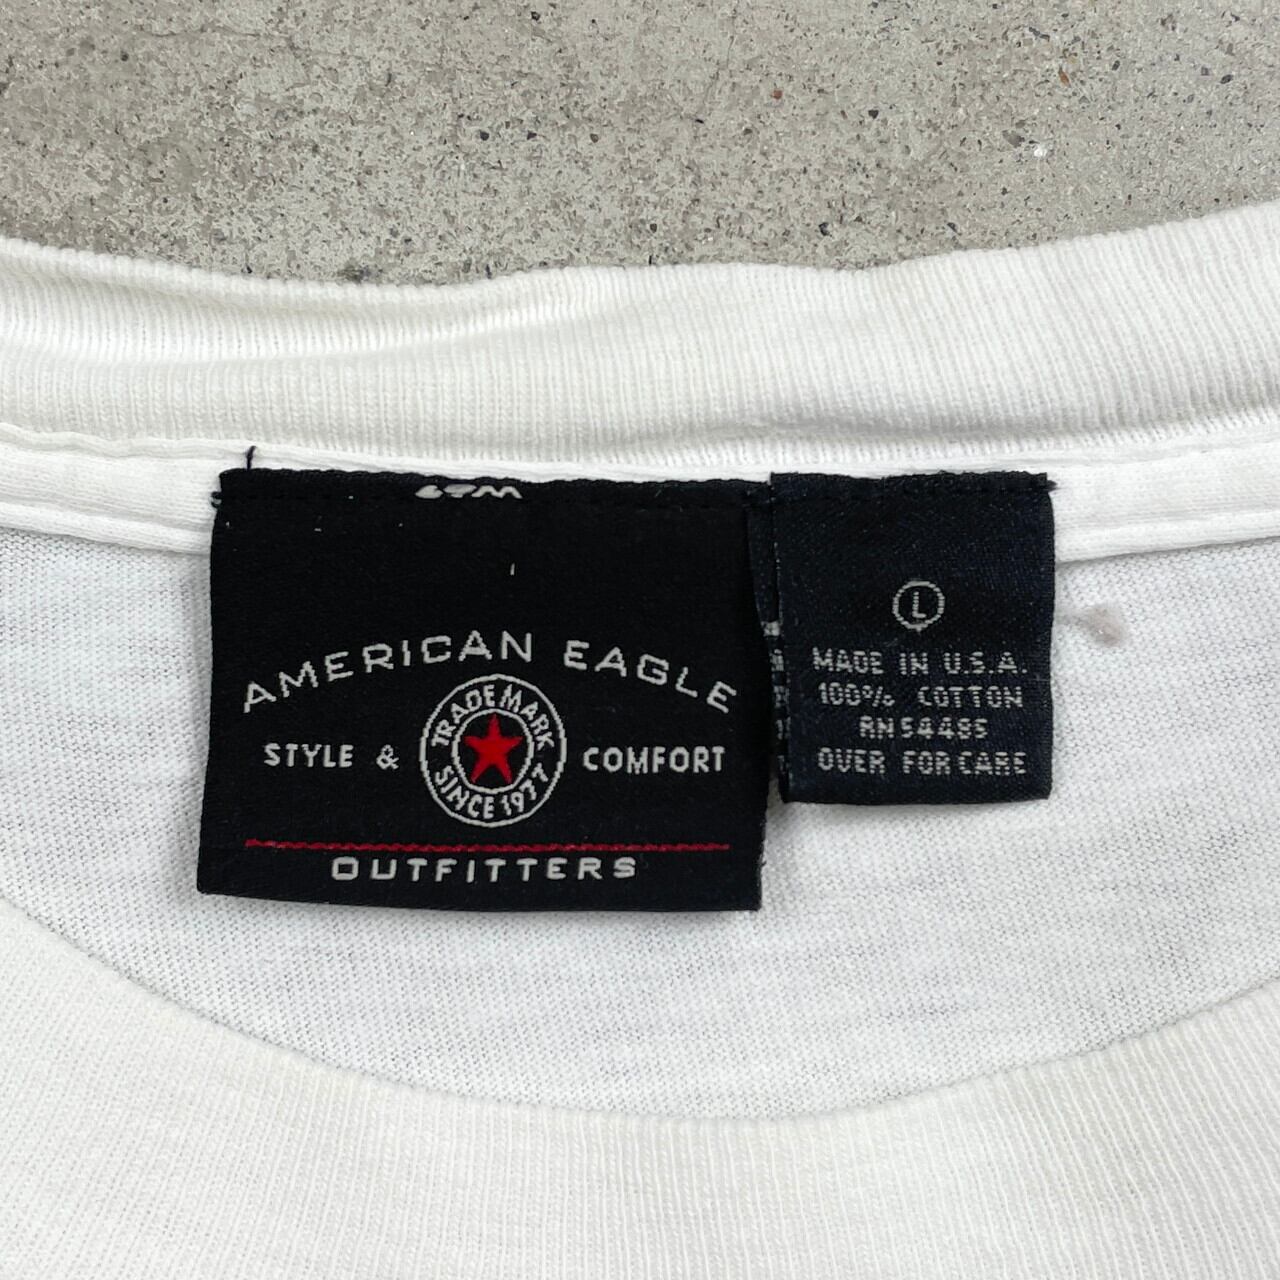 AMERICAN EAGLE
STYLE & COMFORT
TRADEMARK
SINCE 1977
OUTFITTERS
L
MADE IN U.S.A.
100% COTTON
RN54485
OVER FOR CARE